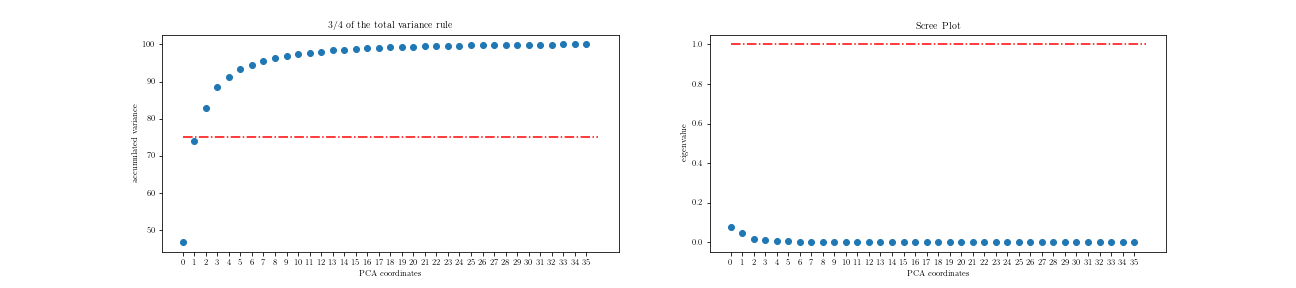 3/4 of the total variance rule
100
90
80
70
60
50
accumulated variance
0 1 2 3 4 5 6 7 8 9 10 11 12 13 14 15 16 17 18 19 20 21 22 23 24 25 26 27 28 29 30 31 32 33 34 35
PCA coordinates
Scree Plot
1.0
0.8
0.6
0.4
0.2
0.0
eigenvalue
0 1 2 3 4 5 6 7 8 9 10 11 12 13 14 15 16 17 18 19 20 21 22 23 24 25 26 27 28 29 30 31 32 33 34 35
PCA coordinates